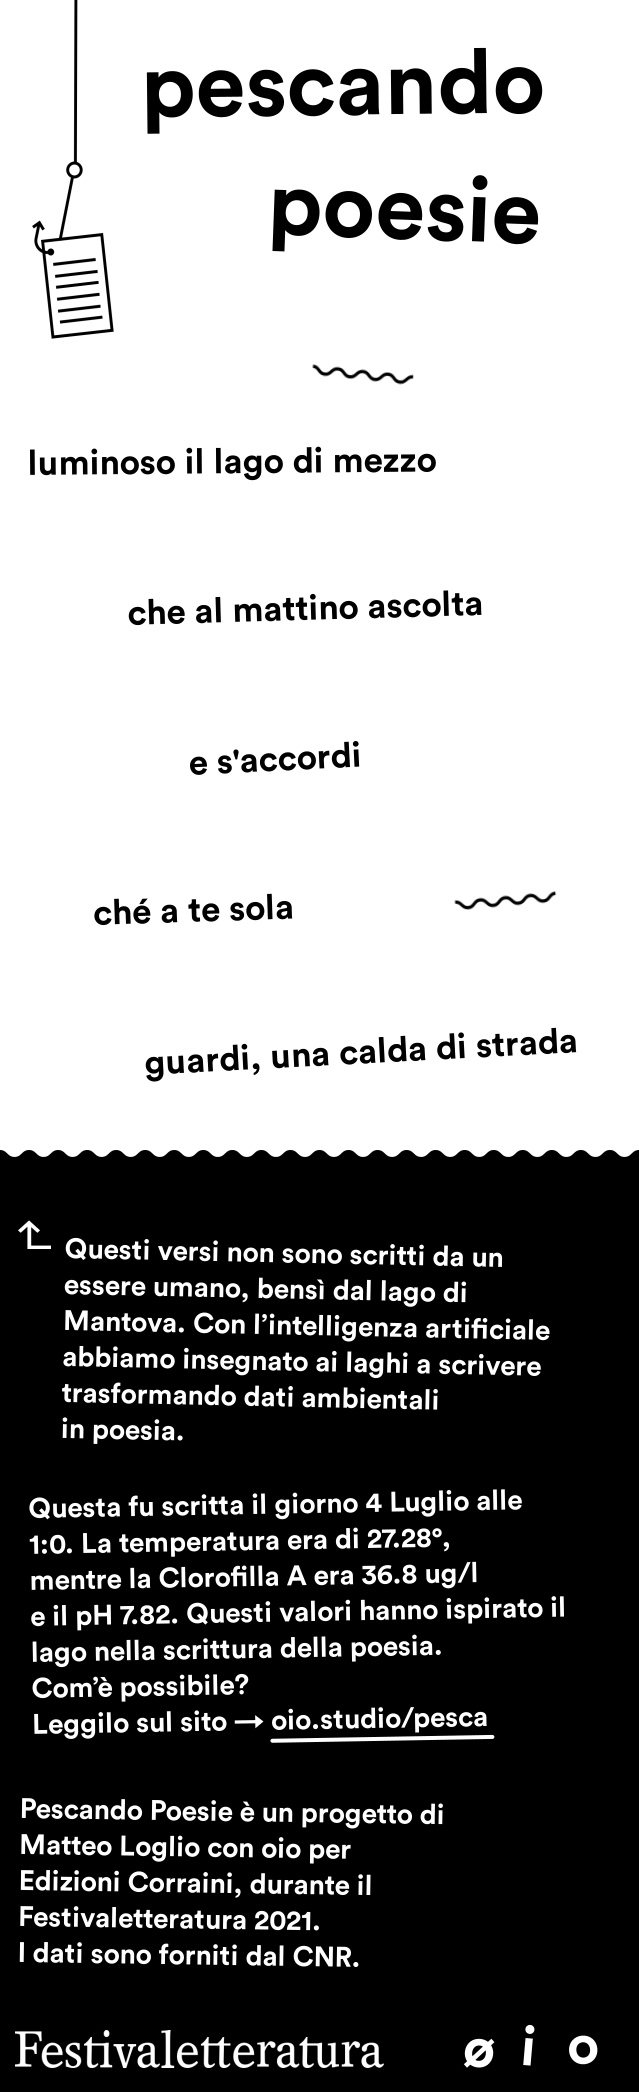 pescando
poesie
luminoso il lago di mezzo
che al mattino ascolta
e s'accordi
ché a te sola
guardi, una calda di strada
Questi versi non sono scritti da un
essere umano, bensì dal lago di
Mantova. Con l’intelligenza artificiale
abbiamo insegnato ai laghi a scrivere
trasformando dati ambientali
in poesia.
Questa fu scritta il giorno 4 Luglio alle
1:0. La temperatura era di 27.28°,
mentre la Clorofilla A era 36.8 ug/l
e il pH 7.82. Questi valori hanno ispirato il
lago nella scrittura della poesia.
Com’è possibile?
Leggilo sul sito → oio.studio/pesca
Pescando Poesie è un progetto di
Matteo Loglio con oio per
Edizioni Corraini, durante il
Festivaletteratura 2021.
I dati sono forniti dal CNR.
Festivaletteratura øio